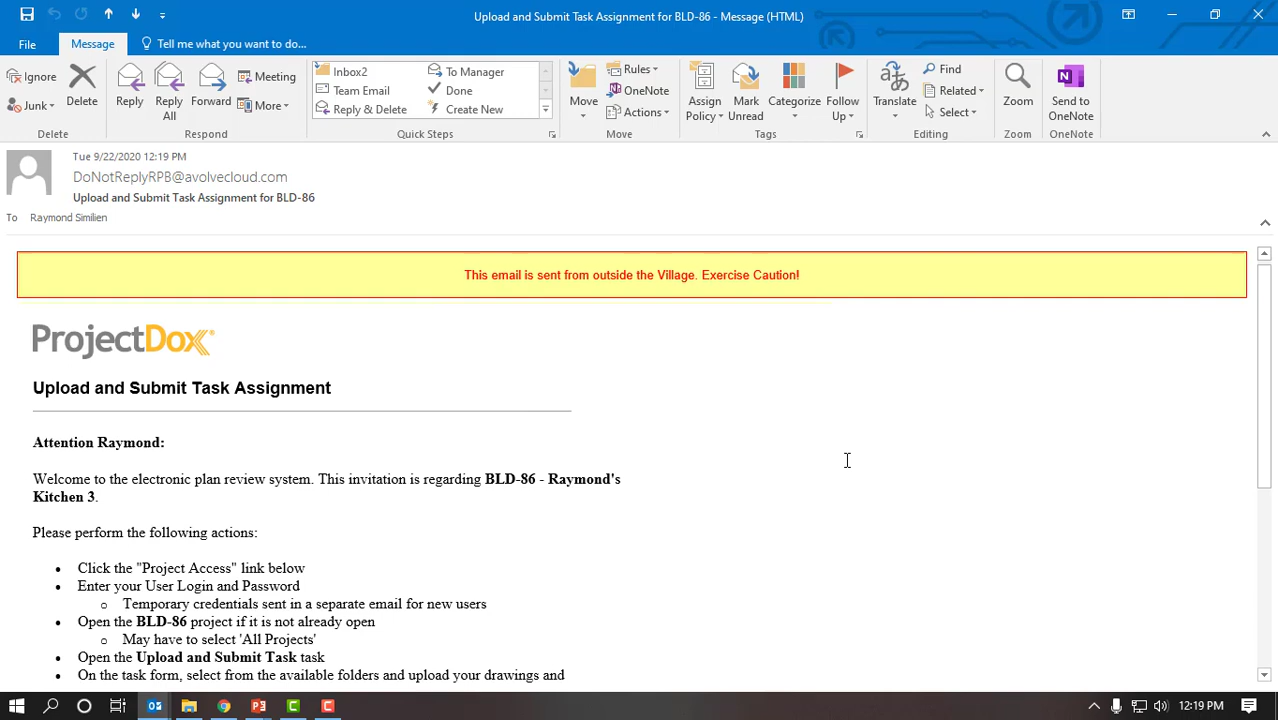 Upload and Submit Task Assignment for BLD-86 - Message (HTML)
File Message Tell me what you want to do...
Ignore
Junk
Delete
Reply
Reply All
Forward
Meeting
More
Inbox2
Team Email
Reply & Delete
To Manager
Done
Create New
Move
Rules
OneNote
Actions
Assign Policy
Mark Unread
Categorize
Follow Up
Translate
Find
Related
Select
Zoom
Send to OneNote
Delete Respond Quick Steps Move Tags Editing Zoom OneNote
Tue 9/22/2020 12:19 PM
DoNotReplyRPB@avolvecloud.com
Upload and Submit Task Assignment for BLD-86
To Raymond Similien
This email is sent from outside the Village. Exercise Caution!
ProjectDox®
Upload and Submit Task Assignment
Attention Raymond:
Welcome to the electronic plan review system. This invitation is regarding BLD-86 - Raymond's
Kitchen 3.
Please perform the following actions:
• Click the "Project Access" link below
• Enter your User Login and Password
o Temporary credentials sent in a separate email for new users
• Open the BLD-86 project if it is not already open
o May have to select 'All Projects'
• Open the Upload and Submit Task task
• On the task form, select from the available folders and upload your drawings and
12:19 PM